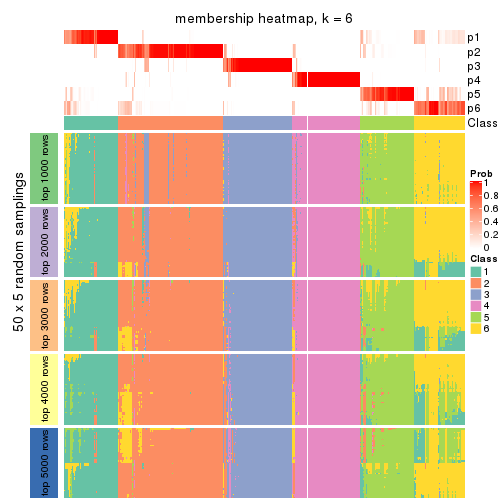 membership heatmap, k = 6
p1
p2
p3
p4
p5
p6
Class
50 x 5 random samplings
top 1000 rows
top 2000 rows
top 3000 rows
top 4000 rows
top 5000 rows
Prob
1
0.8
0.6
0.4
0.2
0
Class
1
2
3
4
5
6